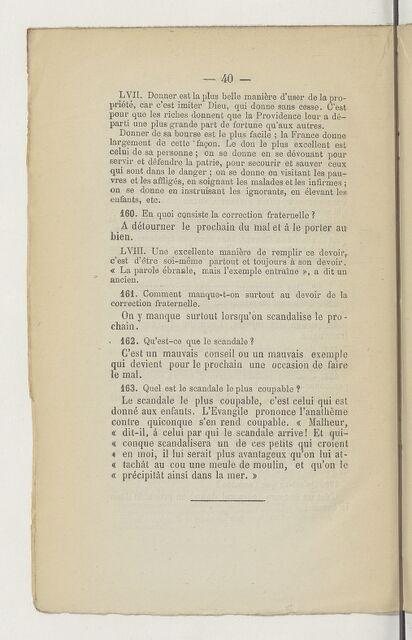 — 40 —
LVII. Donner est la plus belle manière d'user de la pro-
priété, car c'est imiter Dieu, qui donne sans cesse. C'est
pour que les riches donnent que la Providence leur a dé-
parti une plus grande part de fortune qu'aux autres.
Donner de sa bourse est le plus facile ; la France donne
largement de cette façon. Le don le plus excellent est
celui de sa personne ; on se donne en se dévouant pour
servir et défendre la patrie, pour secourir et sauver ceux
qui sont dans le danger ; on se donne en visitant les pau-
vres et les affligés, en soignant les malades et les infirmes ;
on se donne en instruisant les ignorants, en élevant les
enfants, etc.
160. En quoi consiste la correction fraternelle ?
A détourner le prochain du mal et à le porter au
bien.
LVIII. Une excellente manière de remplir ce devoir,
c'est d'être soi-même partout et toujours à son devoir.
« La parole ébranle, mais l'exemple entraîne », a dit un
ancien.
161. Comment manque-t-on surtout au devoir de la
correction fraternelle.
On y manque surtout lorsqu'on scandalise le pro-
chain.
162. Qu'est-ce que le scandale ?
C'est un mauvais conseil ou un mauvais exemple
qui devient pour le prochain une occasion de faire
le mal.
163. Quel est le scandale le plus coupable ?
Le scandale le plus coupable, c'est celui qui est
donné aux enfants. L'Evangile prononce l'anathème
contre quiconque s'en rend coupable. « Malheur,
« dit-il, à celui par qui le scandale arrive ! Et qui-
« conque scandalisera un de ces petits qui croient
« en moi, il lui serait plus avantageux qu'on lui at-
« tachât au cou une meule de moulin, et qu'on le
« précipitât ainsi dans la mer. »